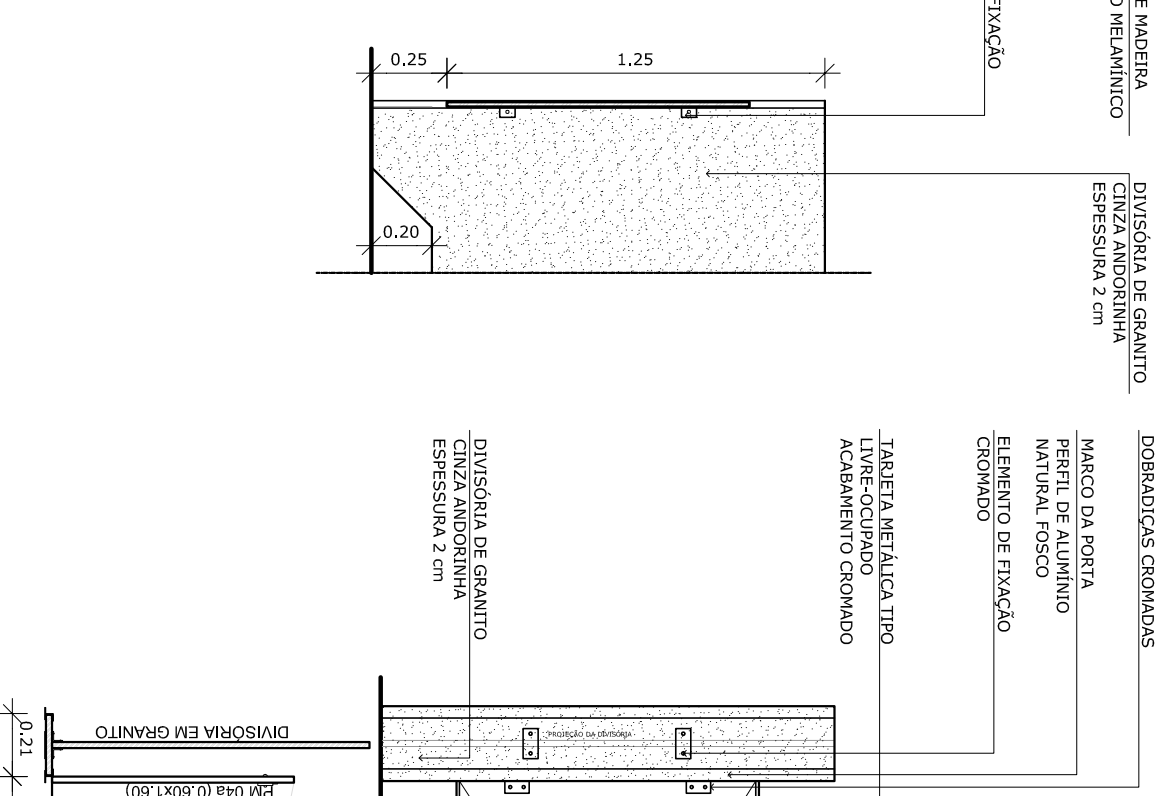 E MADEIRA
O MELAMÍNICO
FIXAÇÃO
0.25
1.25
0.20
DIVISÓRIA DE GRANITO
CINZA ANDORINHA
ESPESSURA 2 cm
DOBRADIÇAS CROMADAS
MARCO DA PORTA
PERFIL DE ALUMÍNIO
NATURAL FOSCO
ELEMENTO DE FIXAÇÃO
CROMADO
TARJETA METÁLICA TIPO
LIVRE-OCUPADO
ACABAMENTO CROMADO
DIVISÓRIA DE GRANITO
CINZA ANDORINHA
ESPESSURA 2 cm
PROJEÇÃO DA DIVISÓRIA
0.21
DIVISÓRIA EM GRANITO
PM 04a (0.60x1.60)